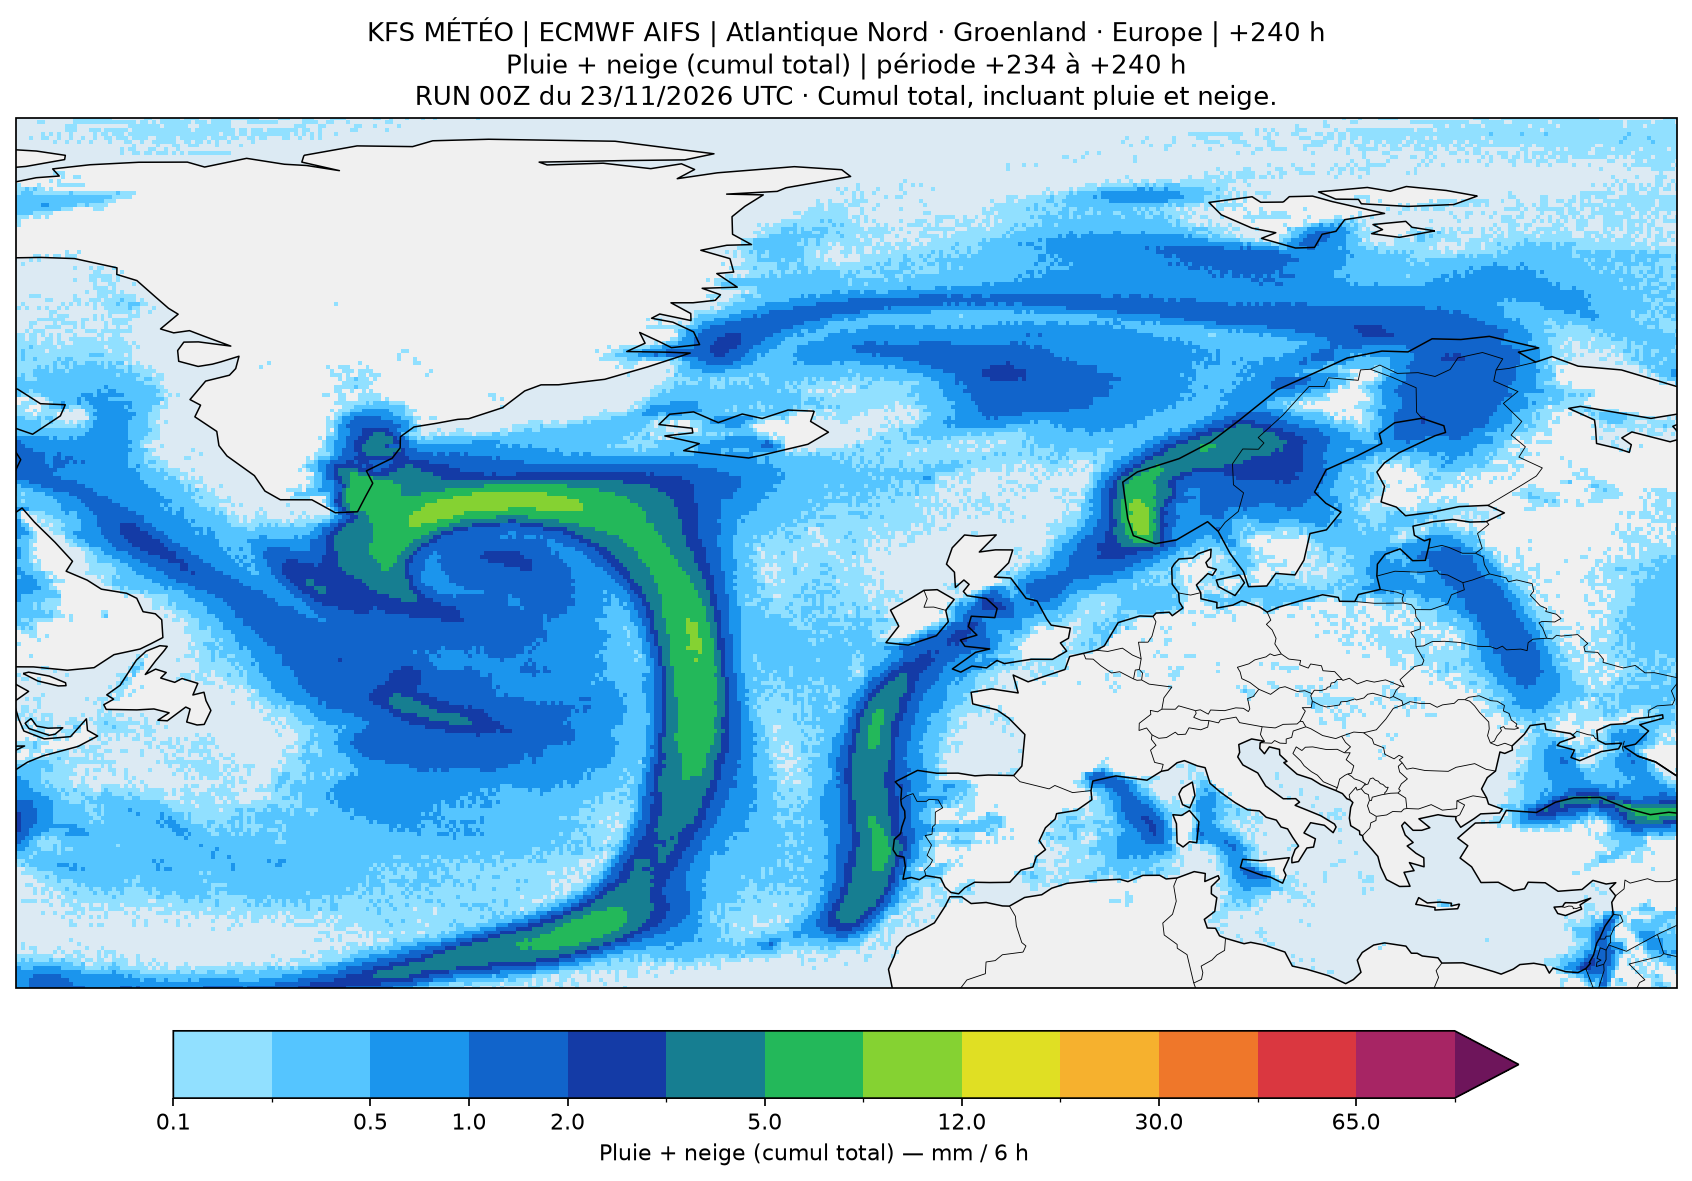 KFS MÉTÉO | ECMWF AIFS | Atlantique Nord · Groenland · Europe | +240 h
Pluie + neige (cumul total) | période +234 à +240 h
RUN 00Z du 23/11/2026 UTC · Cumul total, incluant pluie et neige.
0.1 0.5 1.0 2.0 5.0 12.0 30.0 65.0
Pluie + neige (cumul total) — mm / 6 h